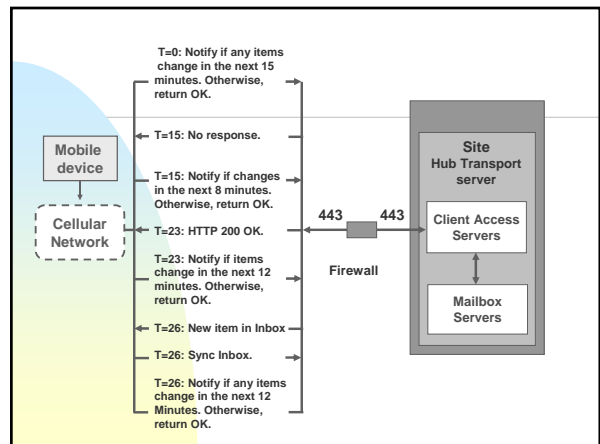 T=0: Notify if any items
change in the next 15
minutes. Otherwise,
return OK.
T=15: No response.
T=15: Notify if changes
in the next 8 minutes.
Otherwise, return OK.
T=23: HTTP 200 OK.
T=23: Notify if items
change in the next 12
minutes. Otherwise,
return OK.
T=26: New item in Inbox
T=26: Sync Inbox.
T=26: Notify if any items
change in the next 12
Minutes. Otherwise,
return OK.
Mobile
device
Cellular
Network
443
443
Firewall
Site
Hub Transport
server
Client Access
Servers
Mailbox
Servers